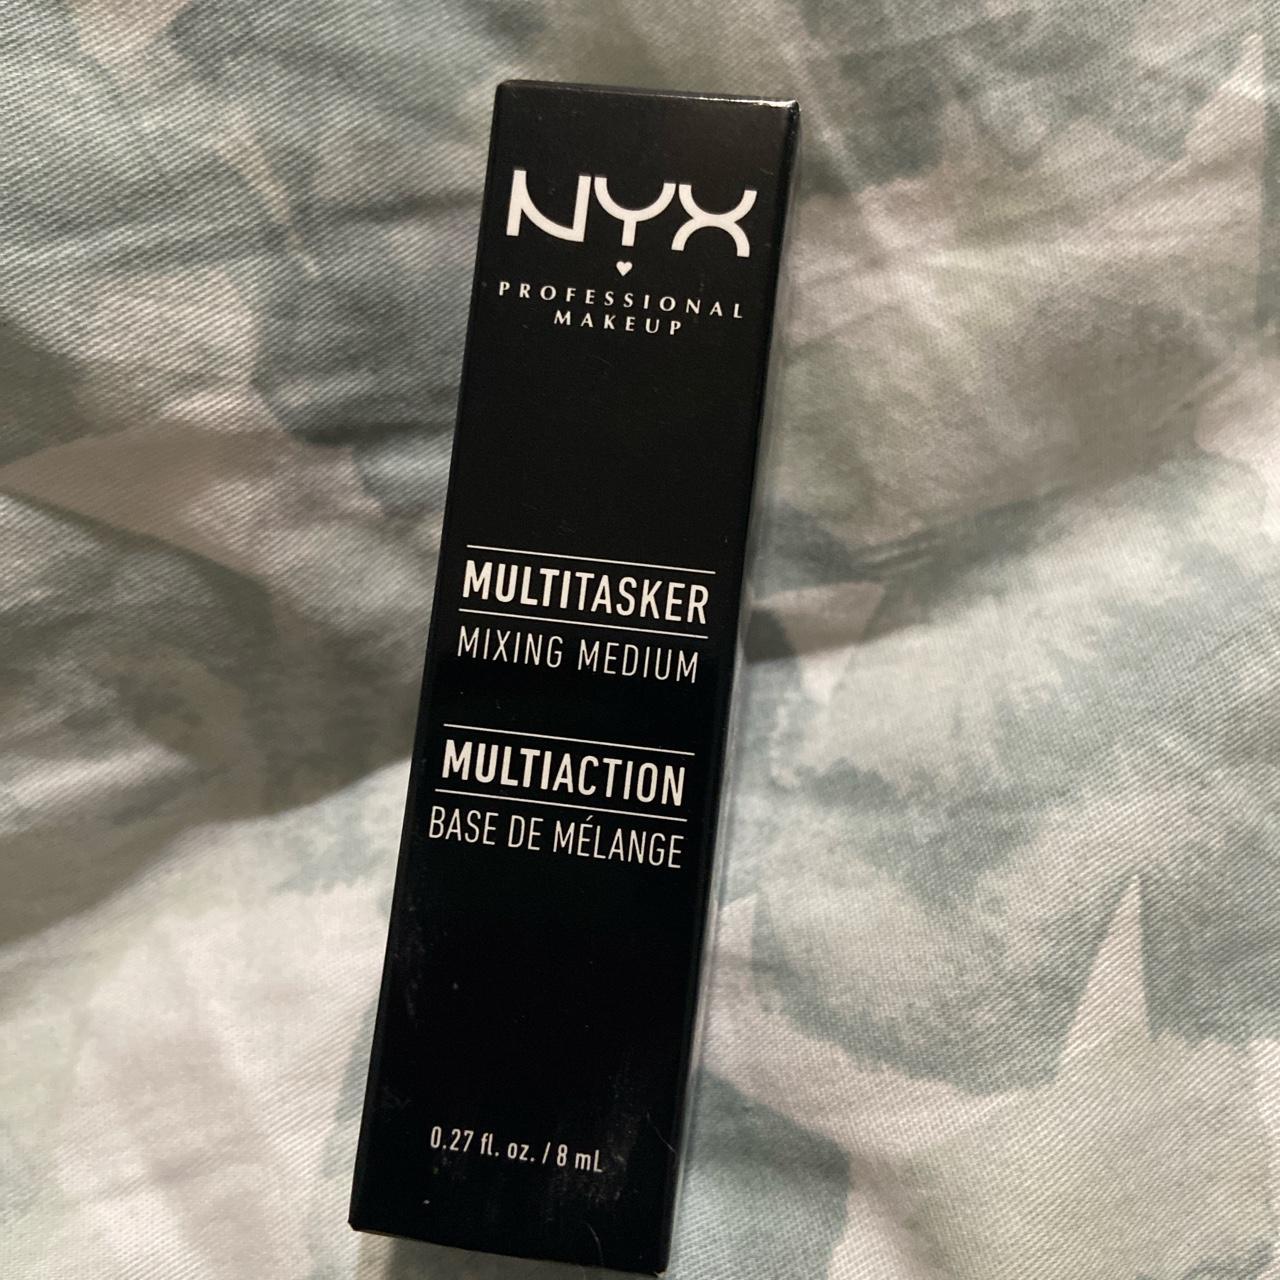 NYX
PROFESSIONAL
MAKEUP
MULTITASKER
MIXING MEDIUM
MULTIACTION
BASE DE MÉLANGE
0.27 fl. oz. / 8 mL